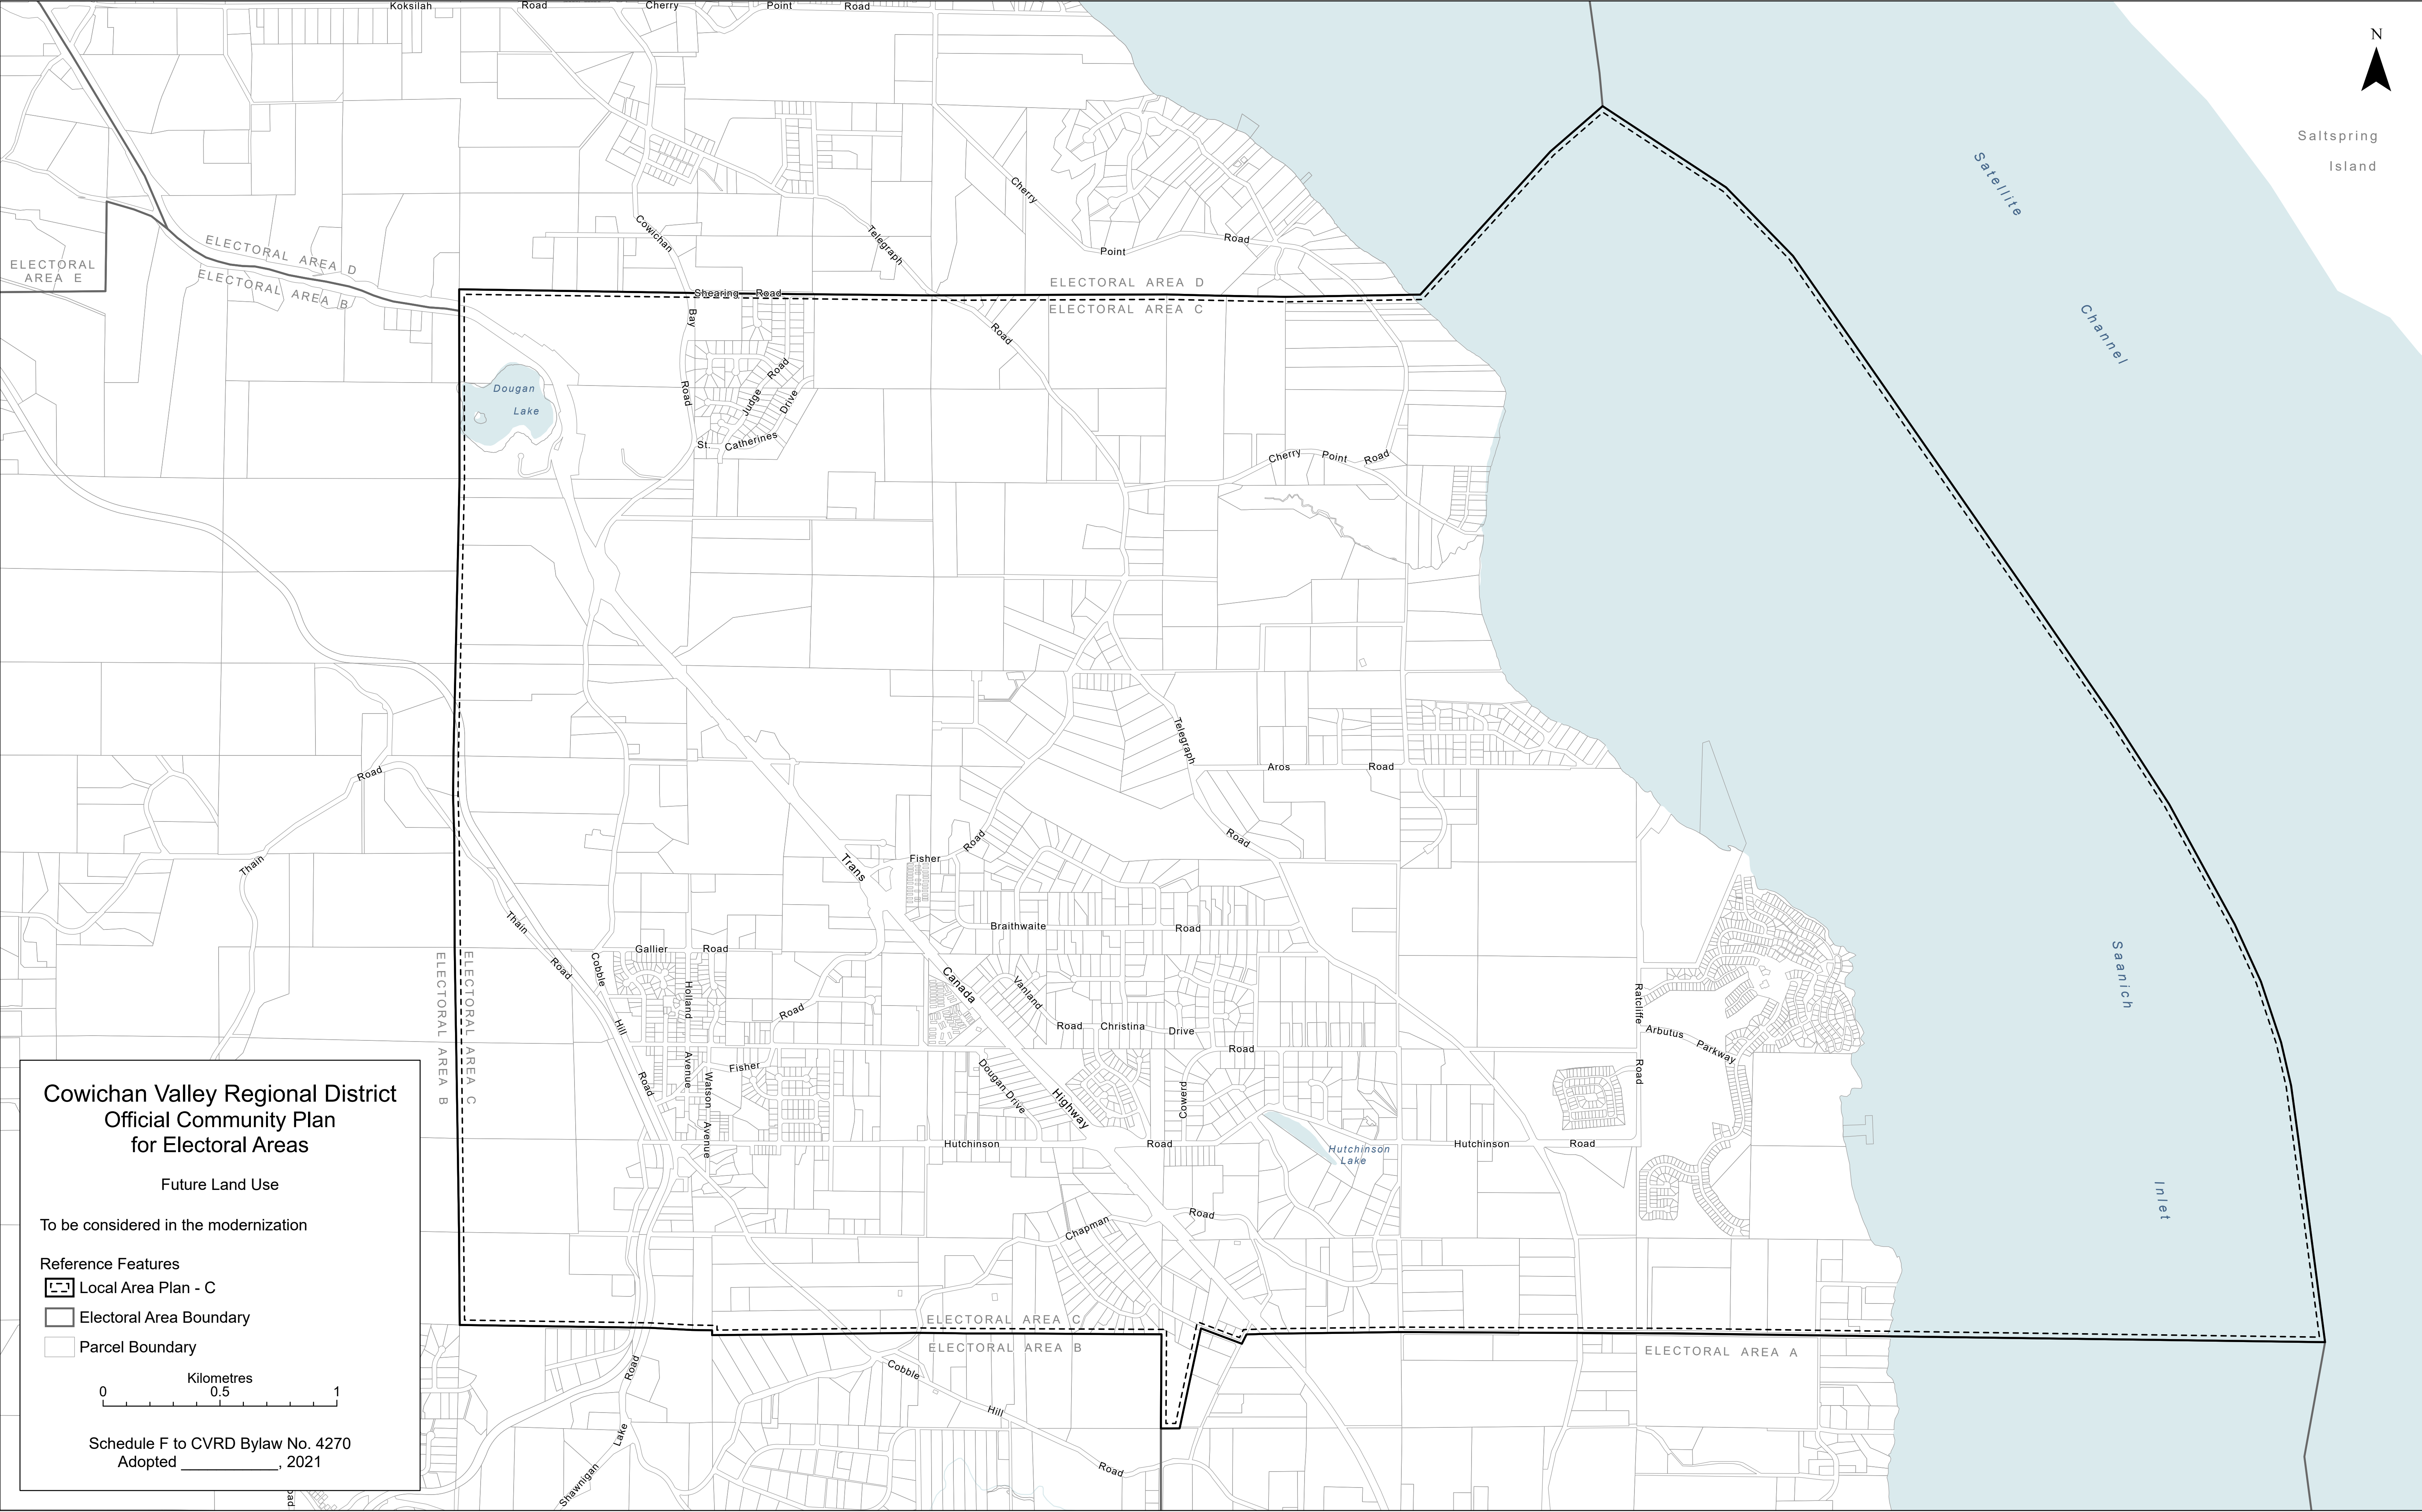 Koksilah Road Cherry Point Road
N
Saltspring
Island
Satellite
Channel
Cherry
Point
Road
Cowichan
Telegraph
ELECTORAL AREA D
ELECTORAL AREA B
ELECTORAL
AREA E
ELECTORAL AREA D
Shearing Road
ELECTORAL AREA C
Bay
Road
Road
Dougan
Lake
Judge
Road
Drive
St. Catherines
Cherry Point Road
Telegraph
Road
Aros Road
Road
Thain
Trans
Fisher
Road
Thain
Road
Braithwaite Road
Gallier Road
Cobble
Hill
Road
Holland
Avenue
Canada
Vanland
Road
Christina
Drive
Road
Road
Fisher
Watson
Avenue
Dougan Drive
Highway
Coward
Ratcliffe
Road
Arbutus
Parkway
Saanich
Inlet
Hutchinson
Road
Hutchinson
Lake
Hutchinson
Road
Chapman
Road
ELECTORAL AREA B
ELECTORAL AREA C
ELECTORAL AREA C
ELECTORAL AREA B
ELECTORAL AREA A
Cobble
Hill
Road
Road
Lake
Shawnigan
Cowichan Valley Regional District
Official Community Plan
for Electoral Areas
Future Land Use
To be considered in the modernization
Reference Features
Local Area Plan - C
Electoral Area Boundary
Parcel Boundary
Kilometres
0 0.5 1
Schedule F to CVRD Bylaw No. 4270
Adopted ____________, 2021